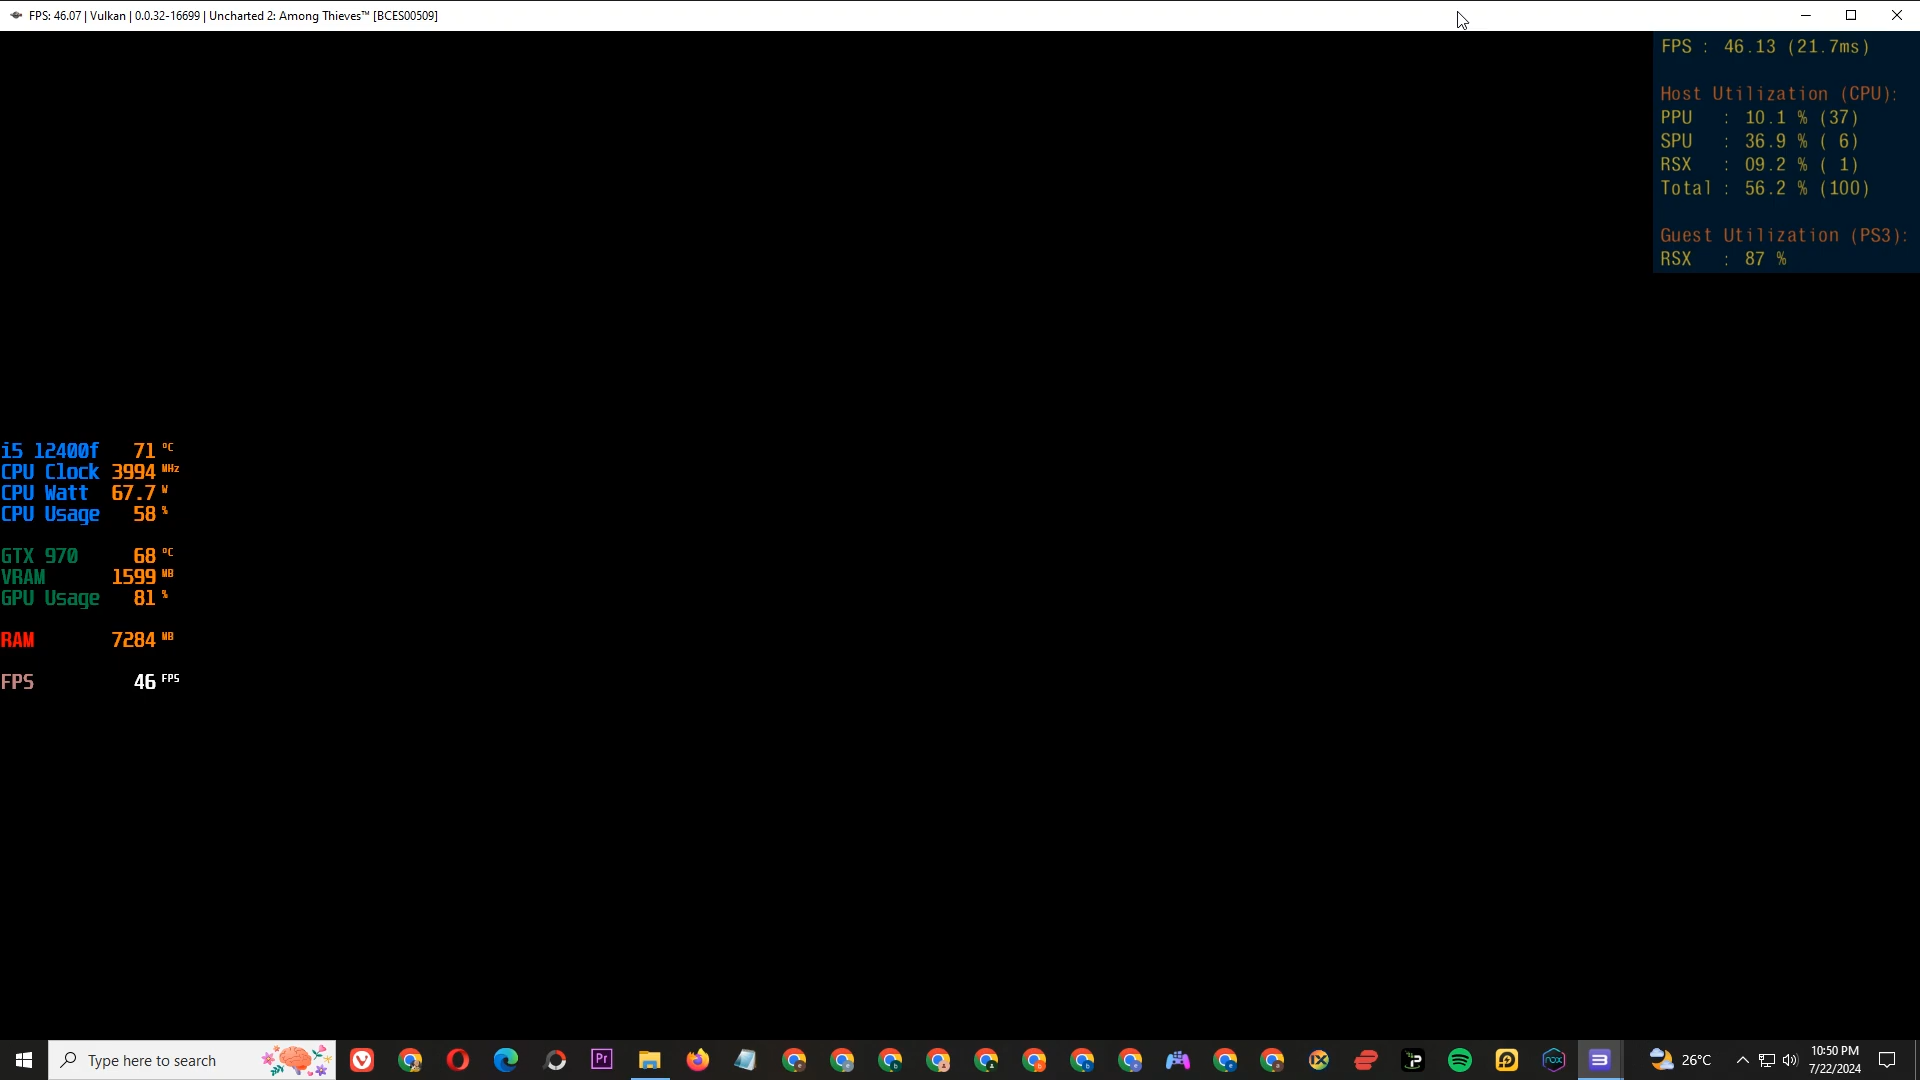 FPS: 46.07 | Vulkan | 0.0.32-16699 | Uncharted 2: Among Thieves™ [BCES00509]
FPS : 46.13 (21.7ms)
Host Utilization (CPU):
PPU : 10.1 % (37)
SPU : 36.9 % ( 6)
RSX : 09.2 % ( 1)
Total : 56.2 % (100)
Guest Utilization (PS3):
RSX : 87 %
i5 12400f 71 °C
CPU Clock 3994 MHz
CPU Watt 67.7 W
CPU Usage 58 %
GTX 970 68 °C
VRAM 1599 MB
GPU Usage 81 %
RAM 7284 MB
FPS 46 FPS
Type here to search
Pr
nox
26°C
10:50 PM
7/22/2024